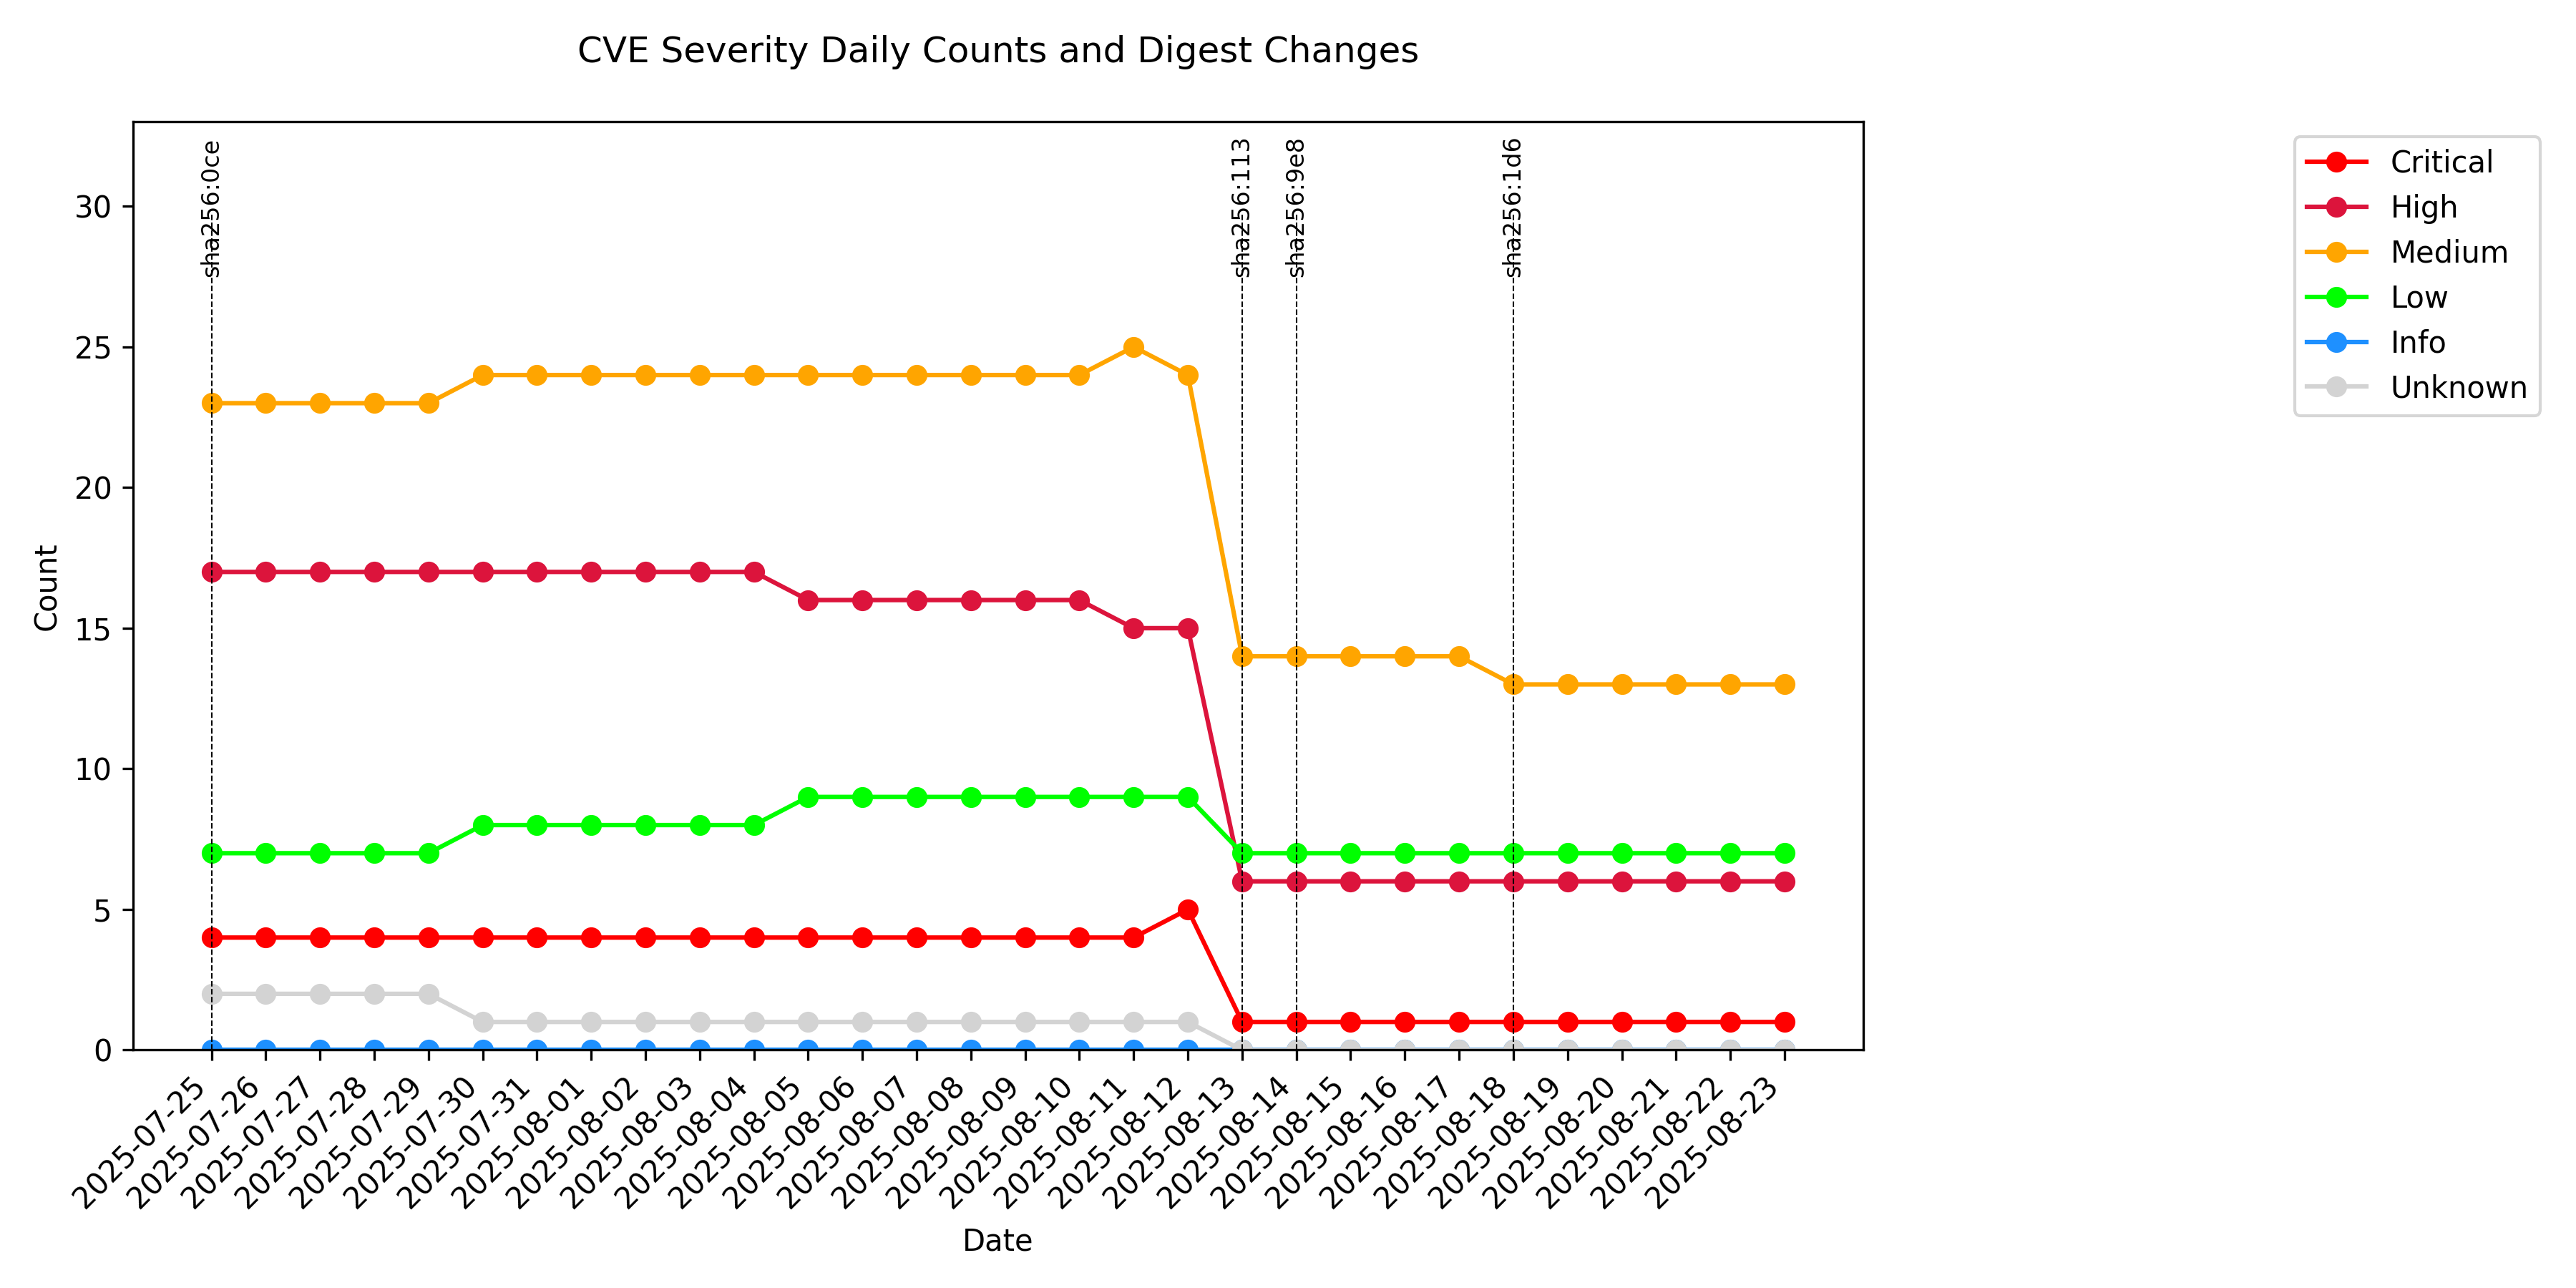 CVE Severity Daily Counts and Digest Changes
sha256:0ce
sha256:113
sha256:9e8
sha256:1d6
Critical
High
Medium
Low
Info
Unknown
Count
30
25
20
15
10
5
0
2025-07-25
2025-07-26
2025-07-27
2025-07-28
2025-07-29
2025-07-30
2025-07-31
2025-08-01
2025-08-02
2025-08-03
2025-08-04
2025-08-05
2025-08-06
2025-08-07
2025-08-08
2025-08-09
2025-08-10
2025-08-11
2025-08-12
2025-08-13
2025-08-14
2025-08-15
2025-08-16
2025-08-17
2025-08-18
2025-08-19
2025-08-20
2025-08-21
2025-08-22
2025-08-23
Date